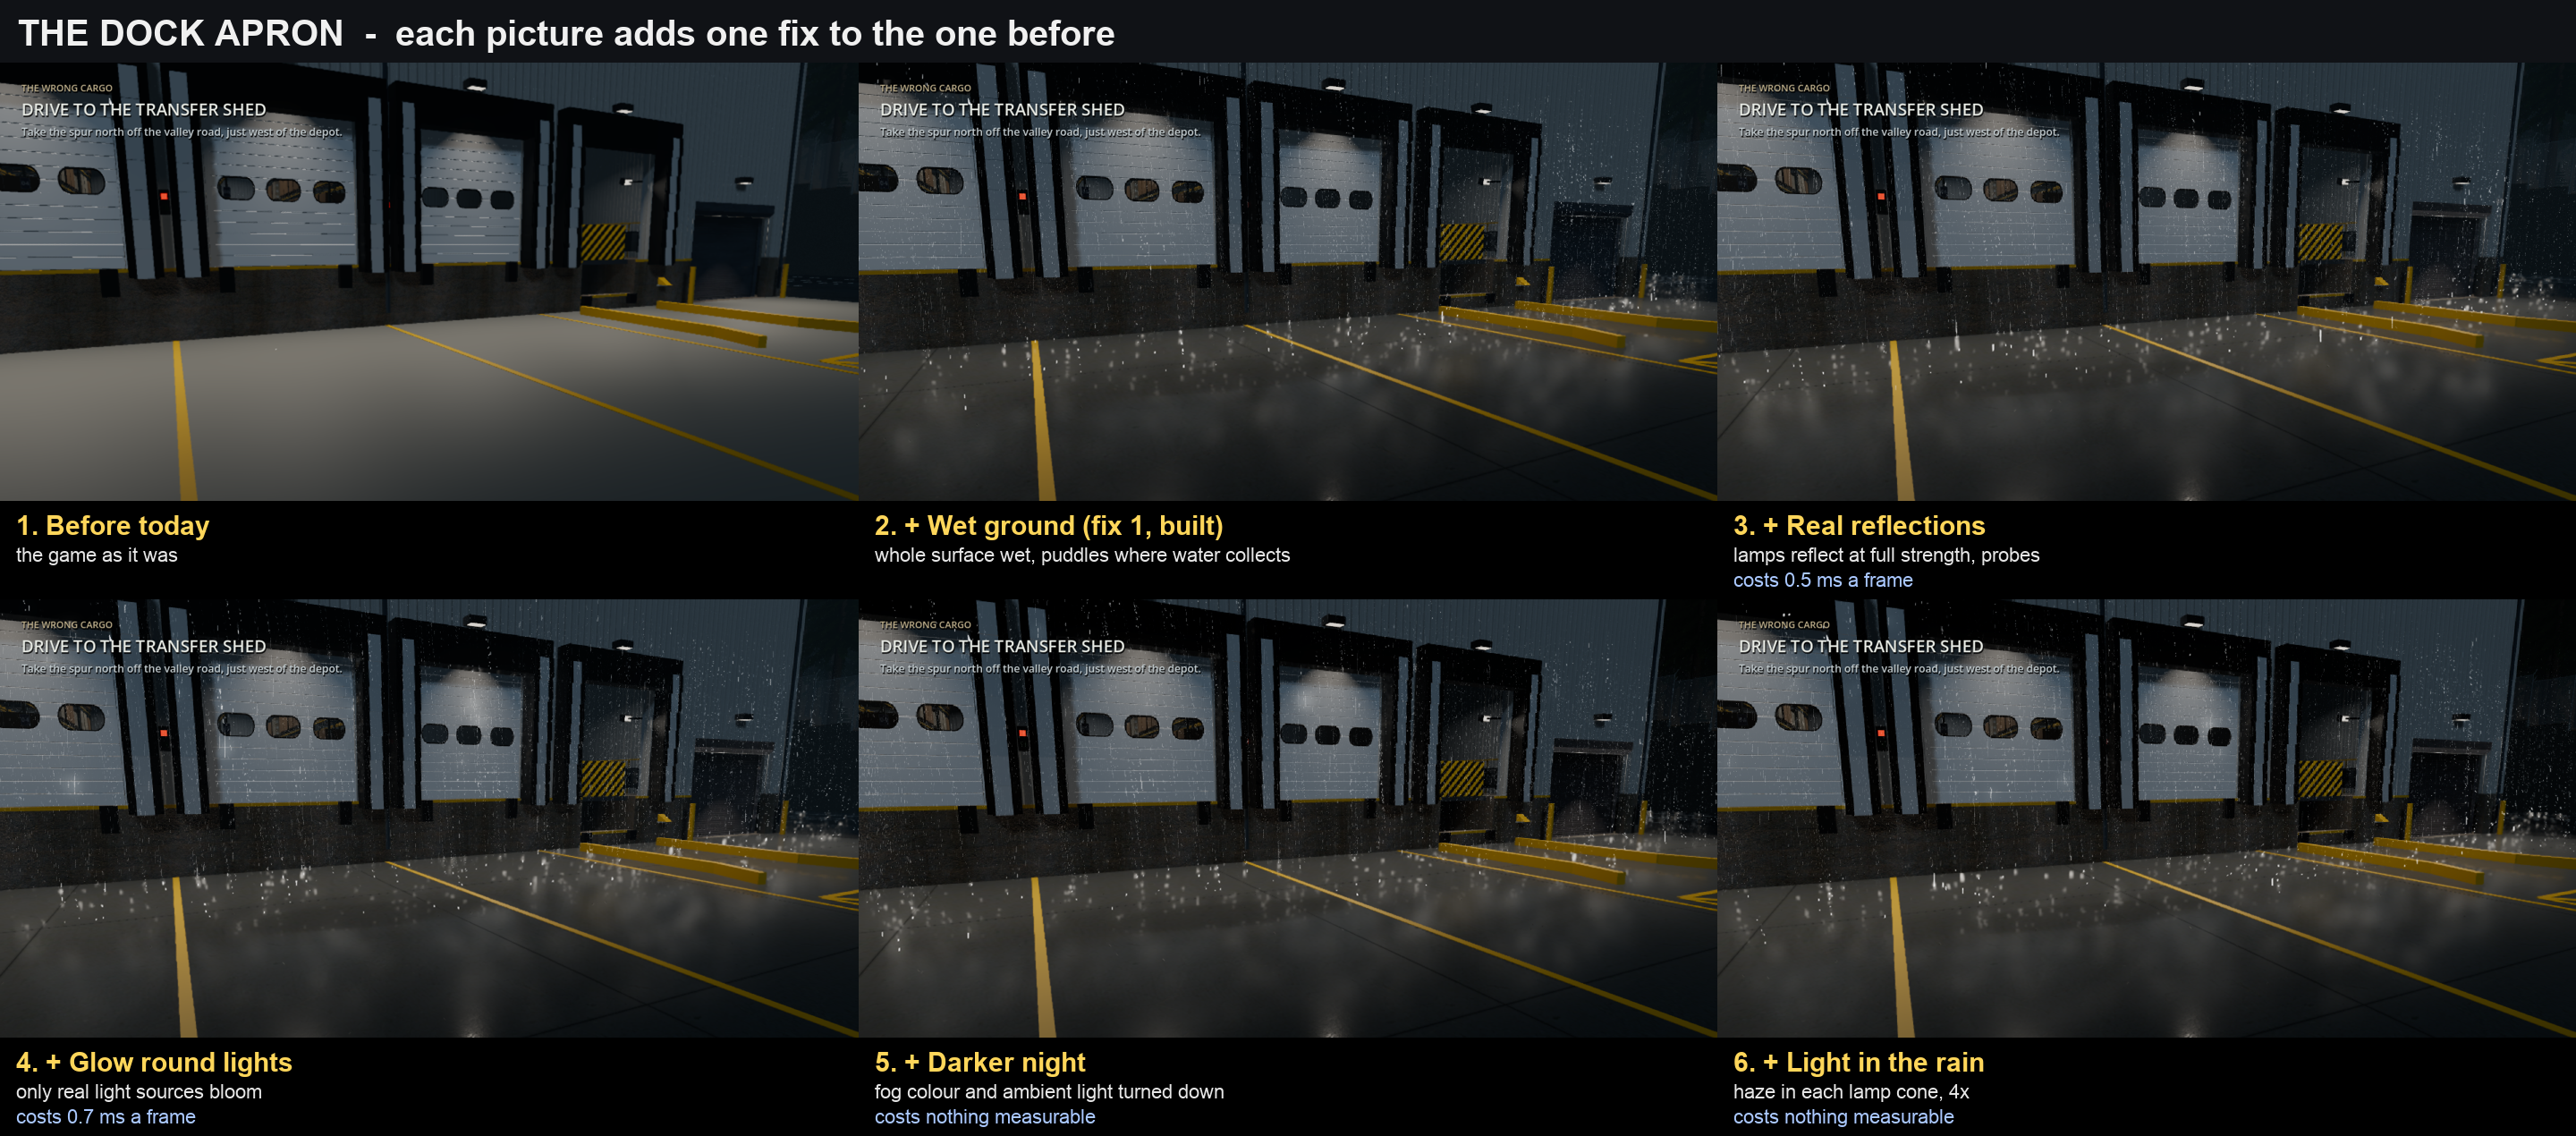 THE DOCK APRON - each picture adds one fix to the one before
THE WRONG CARGO
DRIVE TO THE TRANSFER SHED
Take the spur north off the valley road, just west of the depot.
THE WRONG CARGO
DRIVE TO THE TRANSFER SHED
Take the spur north off the valley road, just west of the depot.
THE WRONG CARGO
DRIVE TO THE TRANSFER SHED
Take the spur north off the valley road, just west of the depot.
1. Before today
the game as it was
2. + Wet ground (fix 1, built)
whole surface wet, puddles where water collects
3. + Real reflections
lamps reflect at full strength, probes
costs 0.5 ms a frame
THE WRONG CARGO
DRIVE TO THE TRANSFER SHED
Take the spur north off the valley road, just west of the depot.
THE WRONG CARGO
DRIVE TO THE TRANSFER SHED
Take the spur north off the valley road, just west of the depot.
THE WRONG CARGO
DRIVE TO THE TRANSFER SHED
Take the spur north off the valley road, just west of the depot.
4. + Glow round lights
only real light sources bloom
costs 0.7 ms a frame
5. + Darker night
fog colour and ambient light turned down
costs nothing measurable
6. + Light in the rain
haze in each lamp cone, 4x
costs nothing measurable